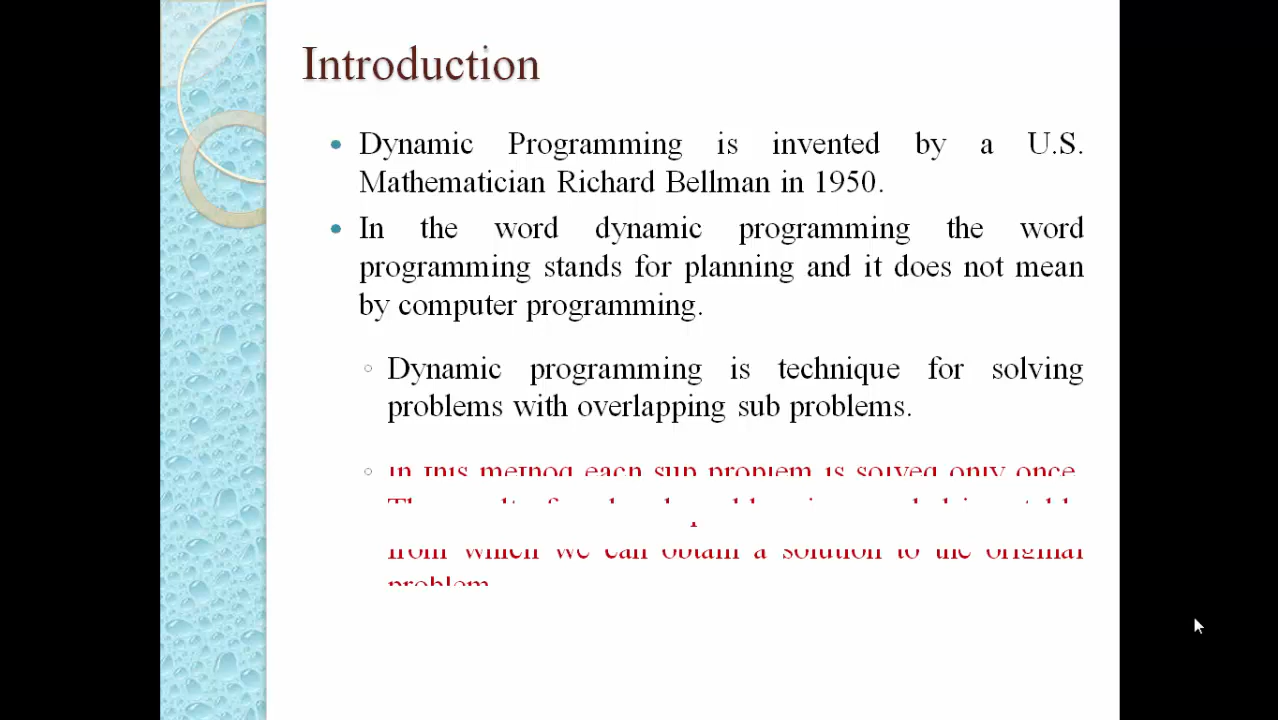 Introduction
Dynamic Programming is invented by a U.S.
Mathematician Richard Bellman in 1950.
In the word dynamic programming the word
programming stands for planning and it does not mean
by computer programming.
Dynamic programming is technique for solving
problems with overlapping sub problems.
In this method each sub problem is solved only once.
from which we can obtain a solution to the original
problem